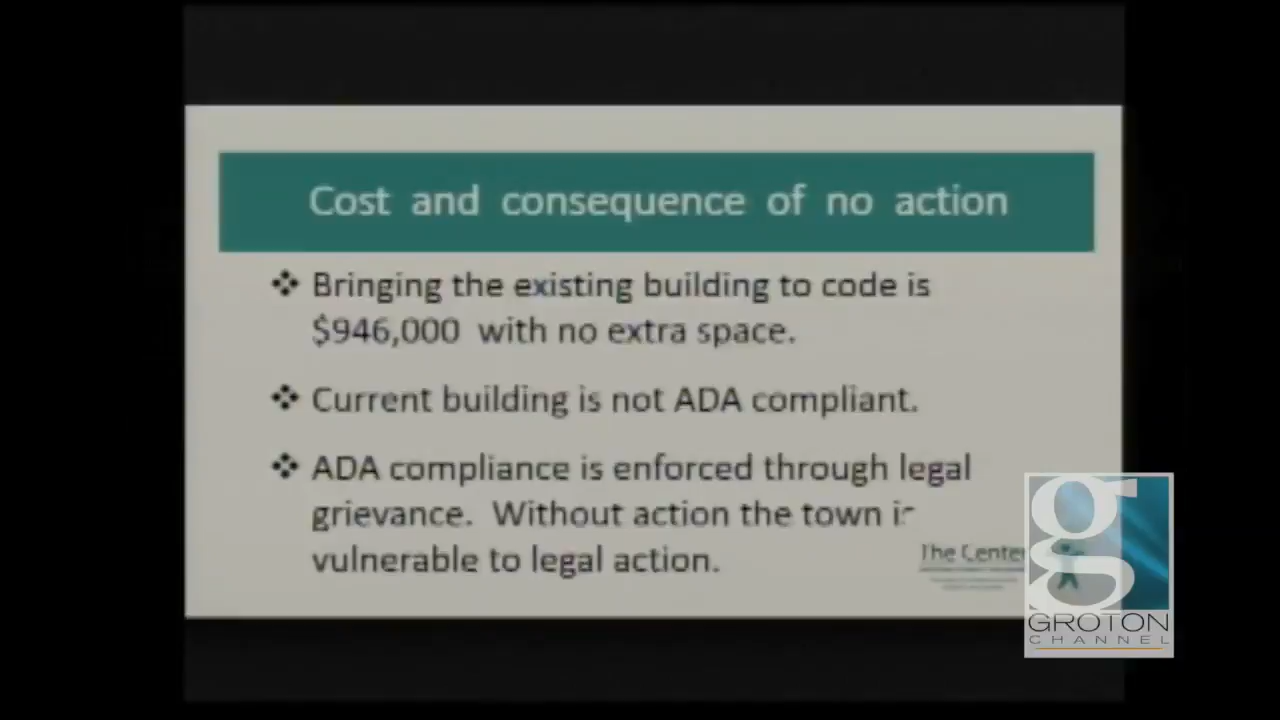 Cost and consequence of no action
❖ Bringing the existing building to code is
$946,000 with no extra space.
❖ Current building is not ADA compliant.
❖ ADA compliance is enforced through legal
grievance. Without action the town is
vulnerable to legal action.
The Center
g
GROTON
CHANNEL